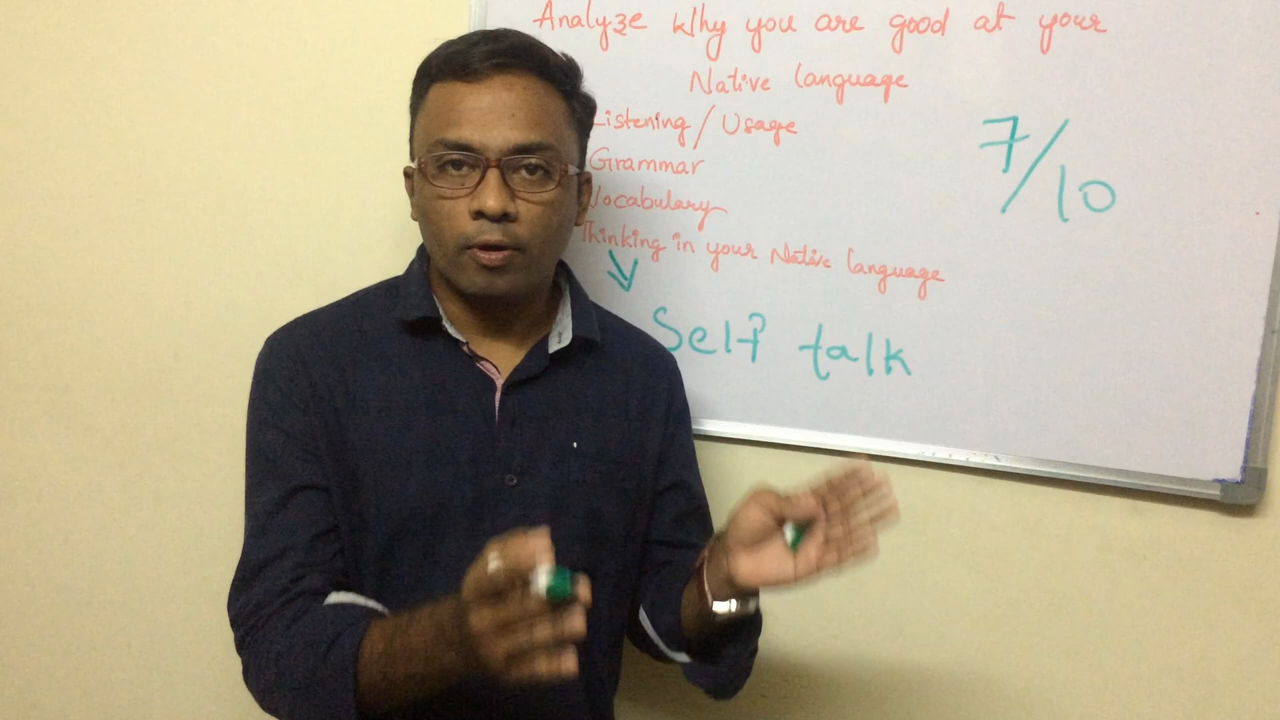 Analyze Why you are good at your
Native language
Listening / Usage
Grammar
Vocabulary
Thinking in your Native language
Self talk
7/10